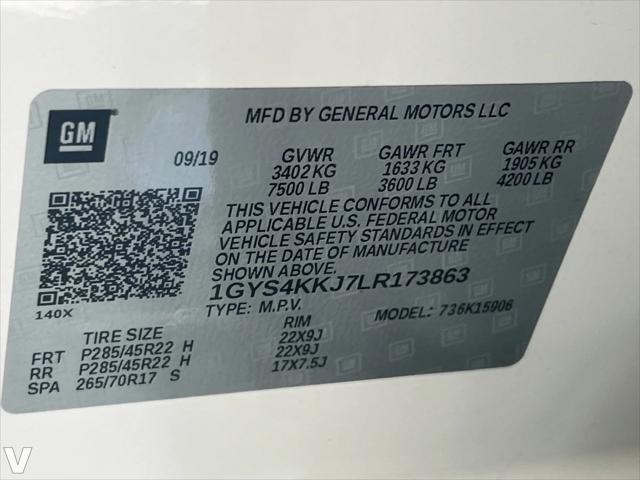 GM
MFD BY GENERAL MOTORS LLC
09/19 GVWR GAWR FRT GAWR RR
3402 KG 1633 KG 1905 KG
7500 LB 3600 LB 4200 LB
THIS VEHICLE CONFORMS TO ALL
APPLICABLE U.S. FEDERAL MOTOR
VEHICLE SAFETY STANDARDS IN EFFECT
ON THE DATE OF MANUFACTURE
1GYS4KKJ7LR173863
140X
TYPE: M.P.V. MODEL: 736K15906
TIRE SIZE RIM
FRT P285/45R22 H 22X9J
RR P285/45R22 H 22X9J
SPA 265/70R17 S 17X7.5J
V